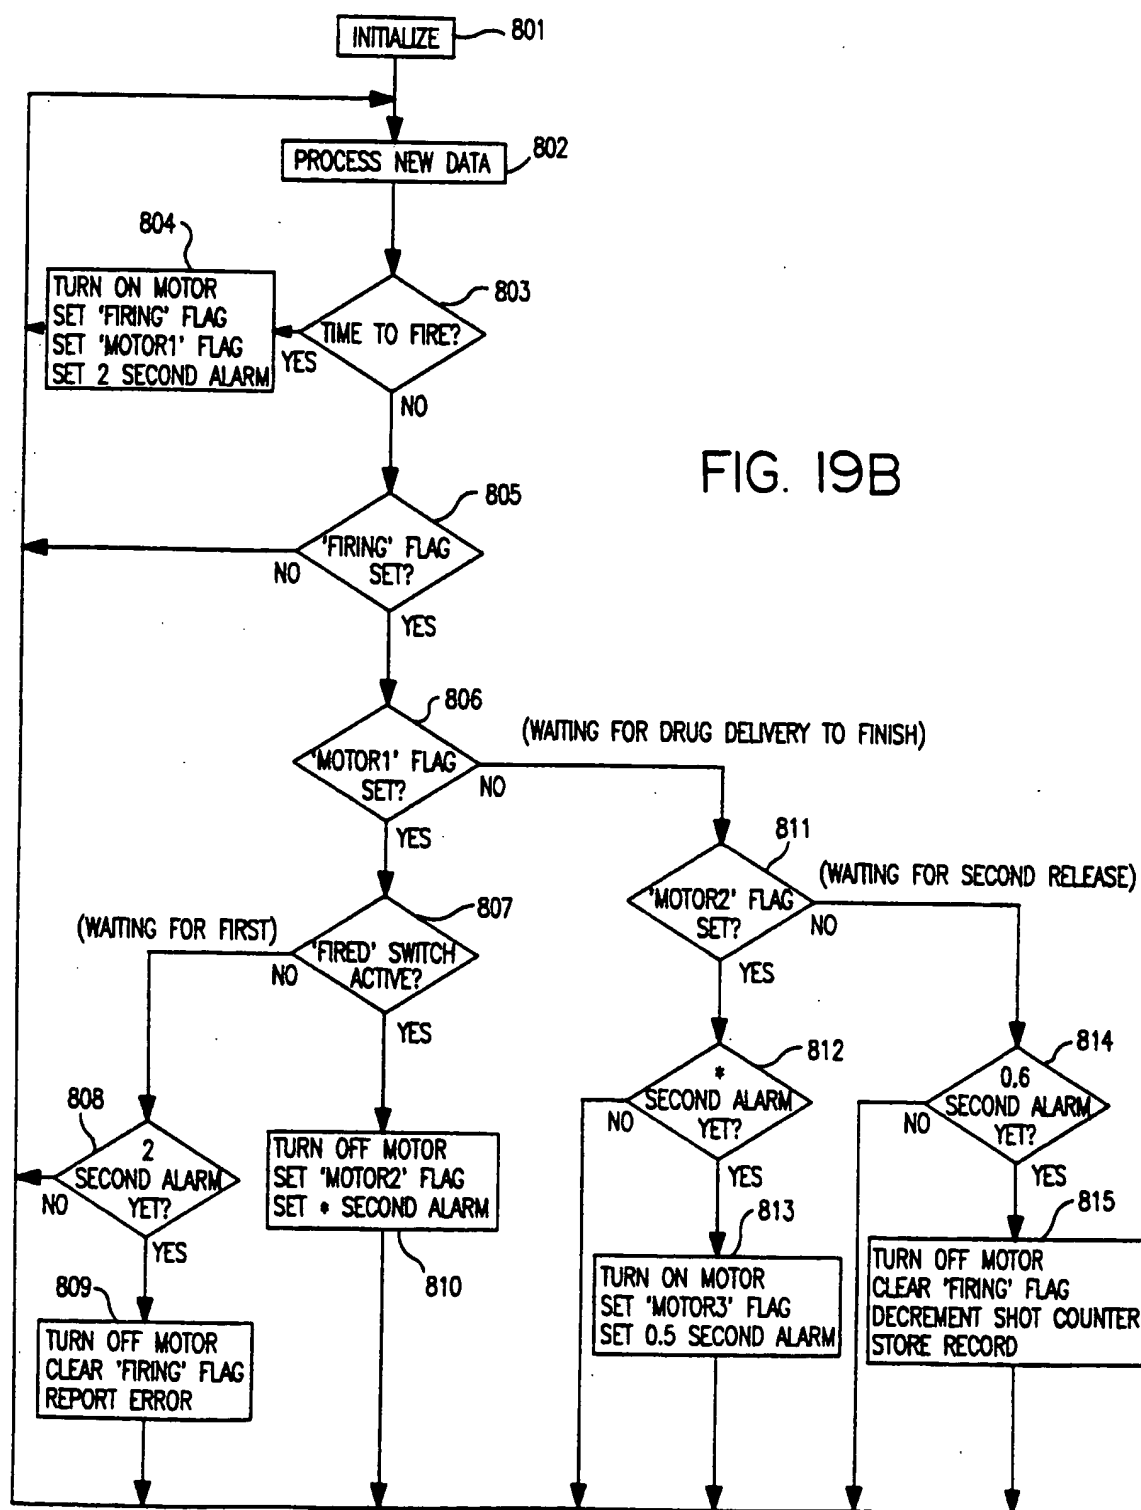 INITIALIZE
801
PROCESS NEW DATA
802
804
TURN ON MOTOR
SET 'FIRING' FLAG
SET 'MOTOR1' FLAG
SET 2 SECOND ALARM
803
TIME TO FIRE?
YES
NO
FIG. 19B
805
'FIRING' FLAG
SET?
NO
YES
806
'MOTOR1' FLAG
SET?
NO
YES
(WAITING FOR DRUG DELIVERY TO FINISH)
811
'MOTOR2' FLAG
SET?
NO
YES
(WAITING FOR SECOND RELEASE)
807
(WAITING FOR FIRST)
'FIRED' SWITCH
ACTIVE?
NO
YES
812
*
SECOND ALARM
YET?
NO
YES
814
0.6
SECOND ALARM
YET?
NO
YES
808
2
SECOND ALARM
YET?
NO
YES
TURN OFF MOTOR
SET 'MOTOR2' FLAG
SET * SECOND ALARM
810
813
TURN ON MOTOR
SET 'MOTOR3' FLAG
SET 0.5 SECOND ALARM
815
TURN OFF MOTOR
CLEAR 'FIRING' FLAG
DECREMENT SHOT COUNTER
STORE RECORD
809
TURN OFF MOTOR
CLEAR 'FIRING' FLAG
REPORT ERROR